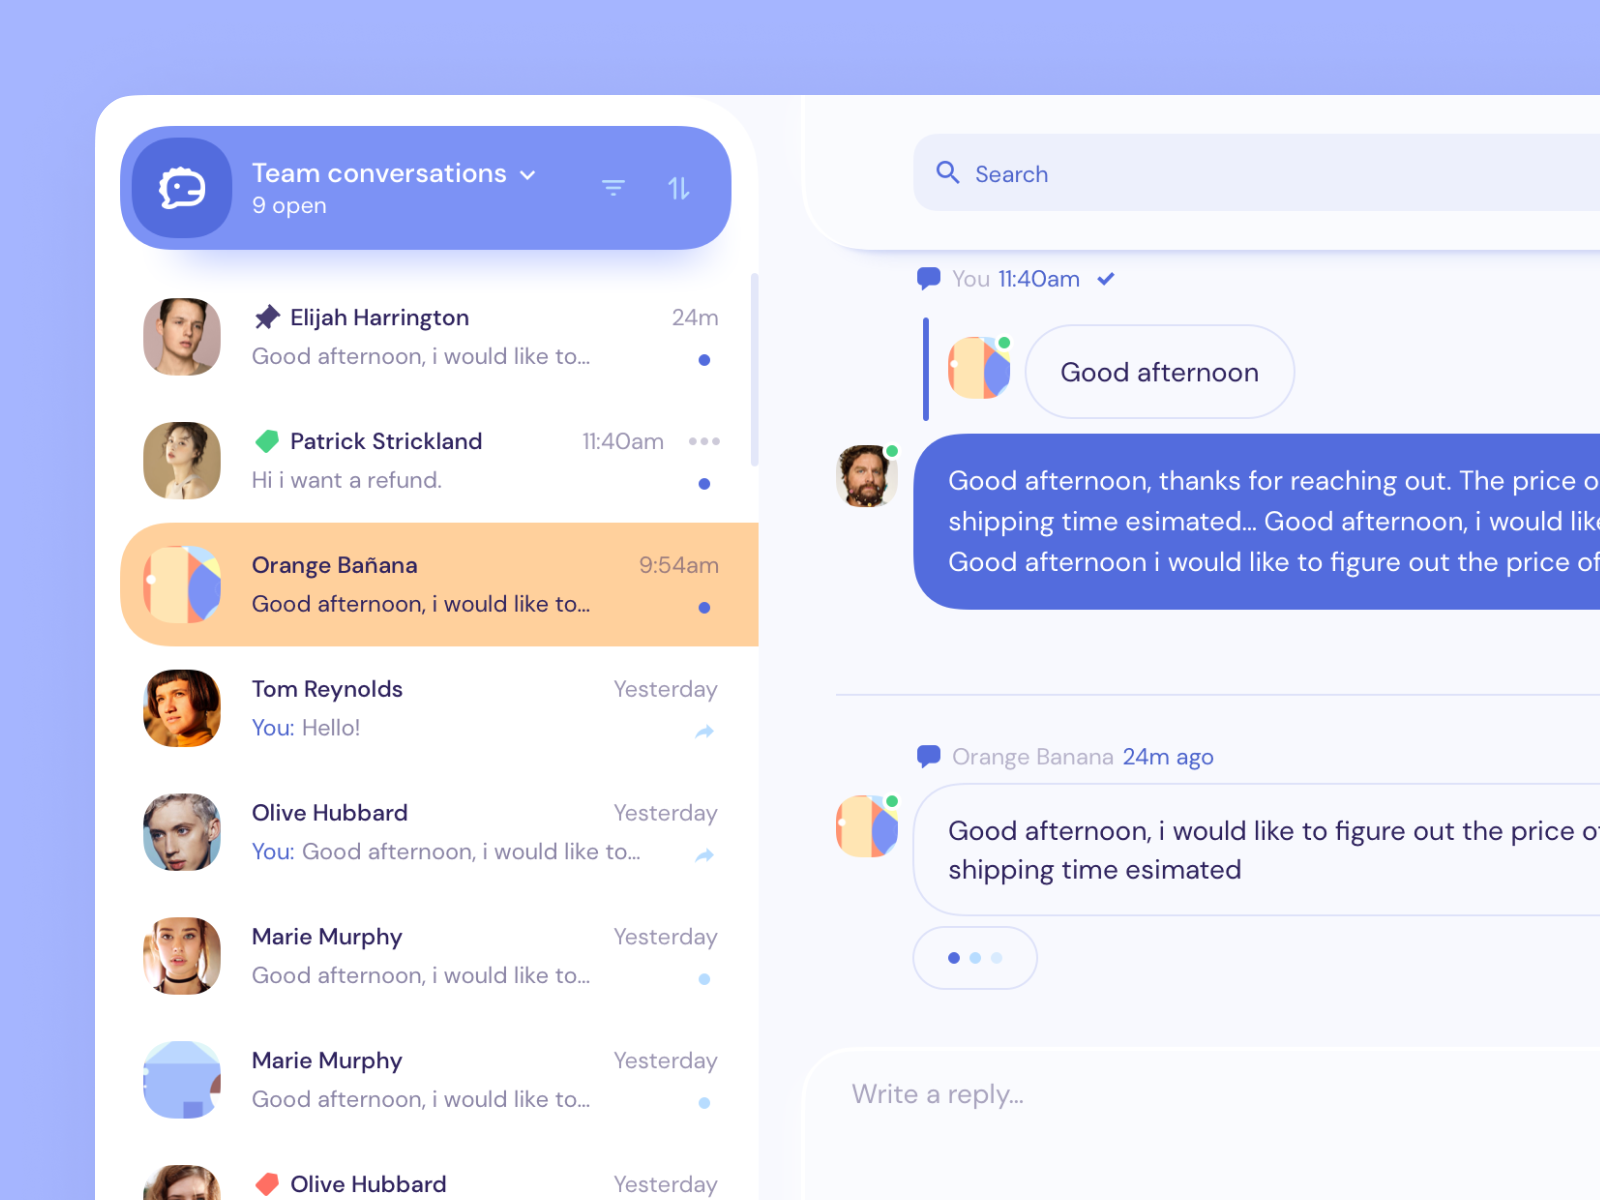 Team conversations
9 open
Elijah Harrington 24m
Good afternoon, i would like to...
Patrick Strickland 11:40am
Hi i want a refund.
Orange Bañana 9:54am
Good afternoon, i would like to...
Tom Reynolds Yesterday
You: Hello!
Olive Hubbard Yesterday
You: Good afternoon, i would like to...
Marie Murphy Yesterday
Good afternoon, i would like to...
Marie Murphy Yesterday
Good afternoon, i would like to...
Olive Hubbard Yesterday
Search
You 11:40am
Good afternoon
Good afternoon, thanks for reaching out. The price
shipping time esimated... Good afternoon, i would like
Good afternoon i would like to figure out the price of
Orange Banana 24m ago
Good afternoon, i would like to figure out the price of
shipping time esimated
Write a reply...